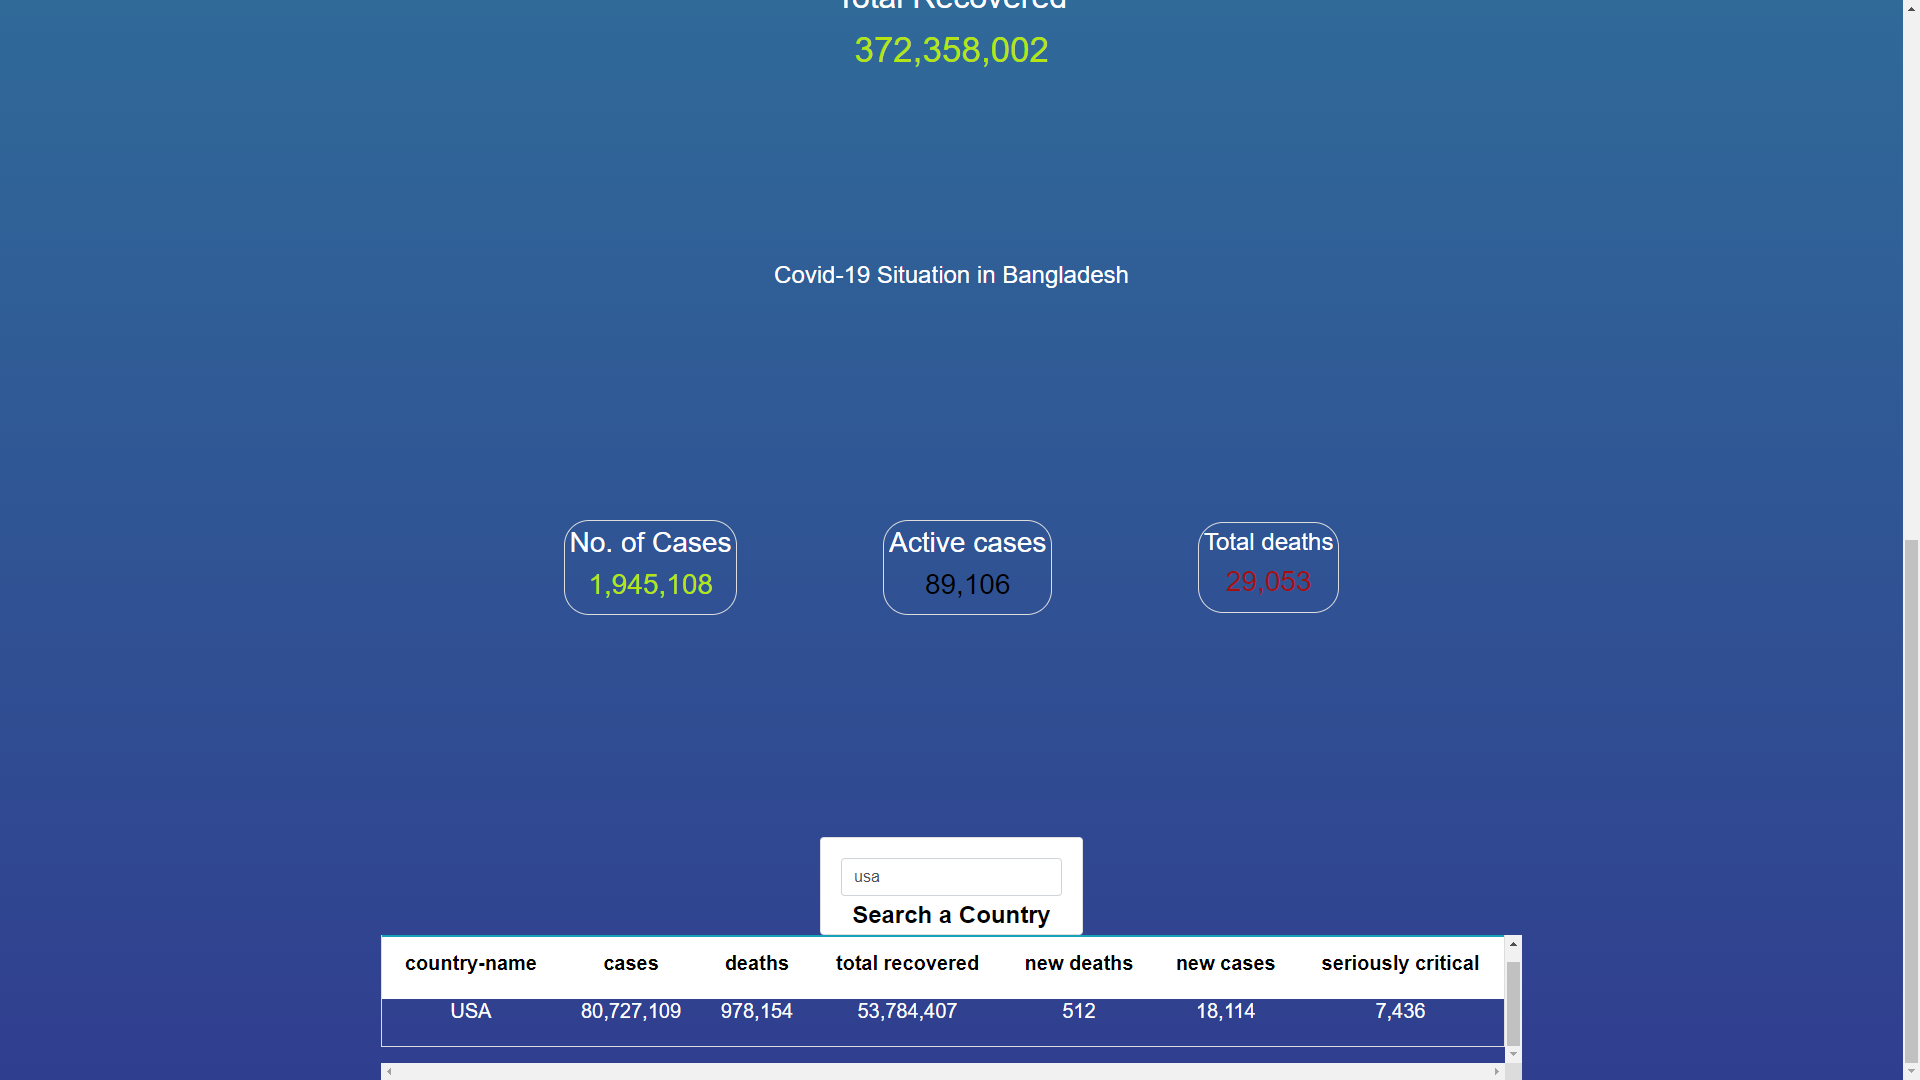 Total Recovered
372,358,002
Covid-19 Situation in Bangladesh
No. of Cases Active cases Total deaths
1,945,108 89,106 29,053
usa
Search a Country
country-name cases deaths total recovered new deaths new cases seriously critical
USA 80,727,109 978,154 53,784,407 512 18,114 7,436